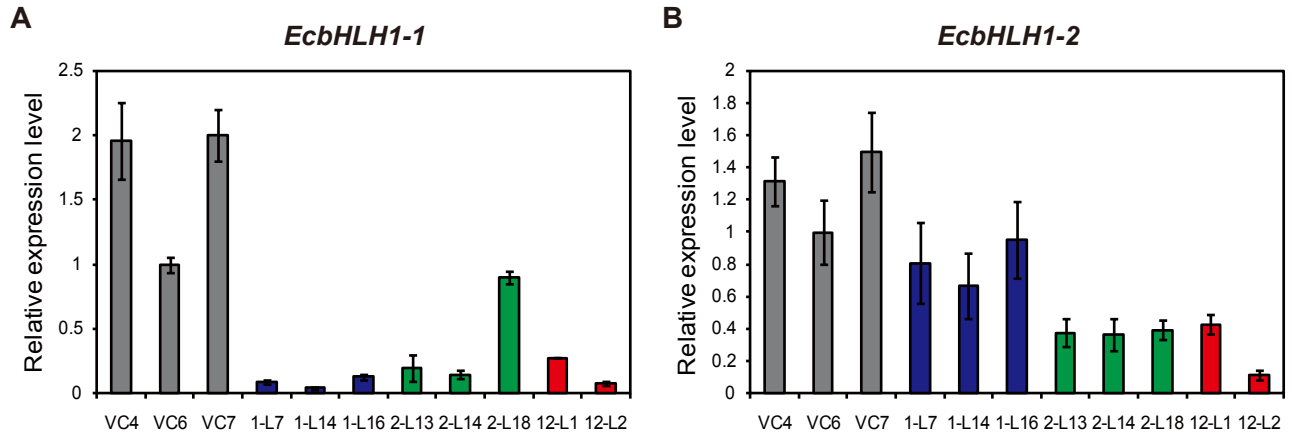 A
EcbHLH1-1
Relative expression level
2.5
2
1.5
1
0.5
0
VC4 VC6 VC7 1-L7 1-L14 1-L16 2-L13 2-L14 2-L18 12-L1 12-L2
B
EcbHLH1-2
Relative expression level
2
1.8
1.6
1.4
1.2
1
0.8
0.6
0.4
0.2
0
VC4 VC6 VC7 1-L7 1-L14 1-L16 2-L13 2-L14 2-L18 12-L1 12-L2